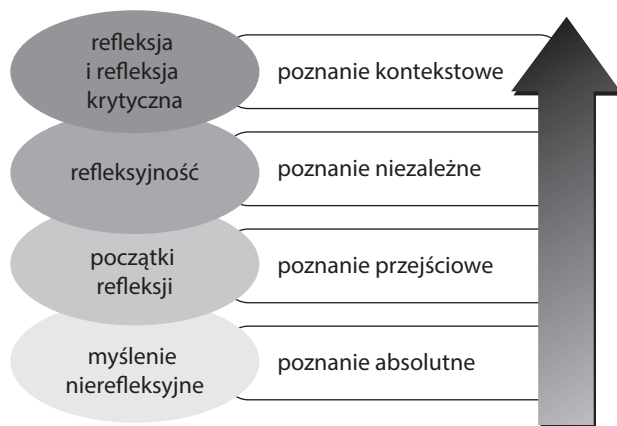 refleksja
i refleksja
krytyczna
poznanie kontekstowe
refleksyjność
poznanie niezależne
początki
refleksji
poznanie przejściowe
myślenie
nierefleksyjne
poznanie absolutne